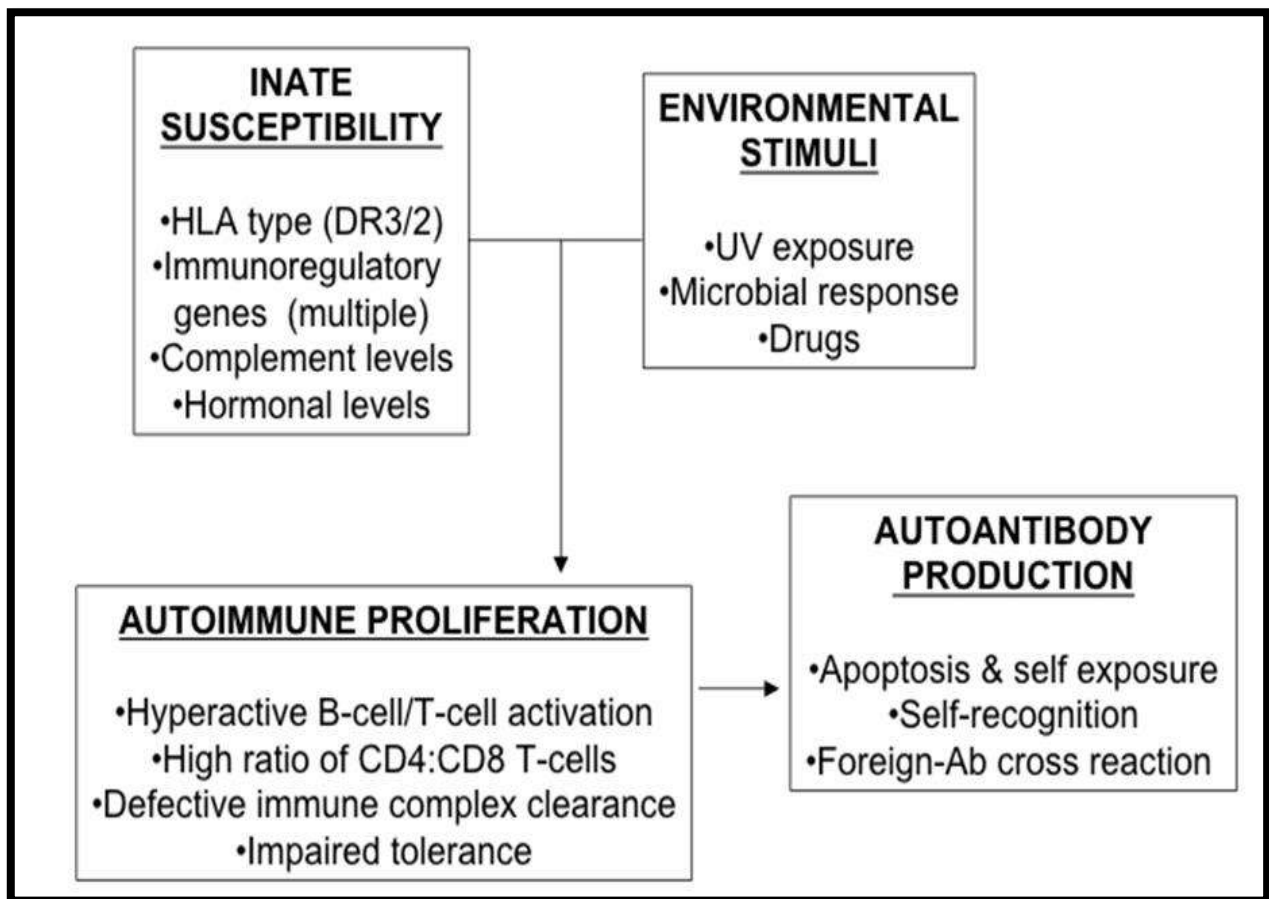 INATE
SUSCEPTIBILITY
•HLA type (DR3/2)
•Immunoregulatory
genes (multiple)
•Complement levels
•Hormonal levels
ENVIRONMENTAL
STIMULI
•UV exposure
•Microbial response
•Drugs
AUTOIMMUNE PROLIFERATION
•Hyperactive B-cell/T-cell activation
•High ratio of CD4:CD8 T-cells
•Defective immune complex clearance
•Impaired tolerance
AUTOANTIBODY
PRODUCTION
•Apoptosis & self exposure
•Self-recognition
•Foreign-Ab cross reaction